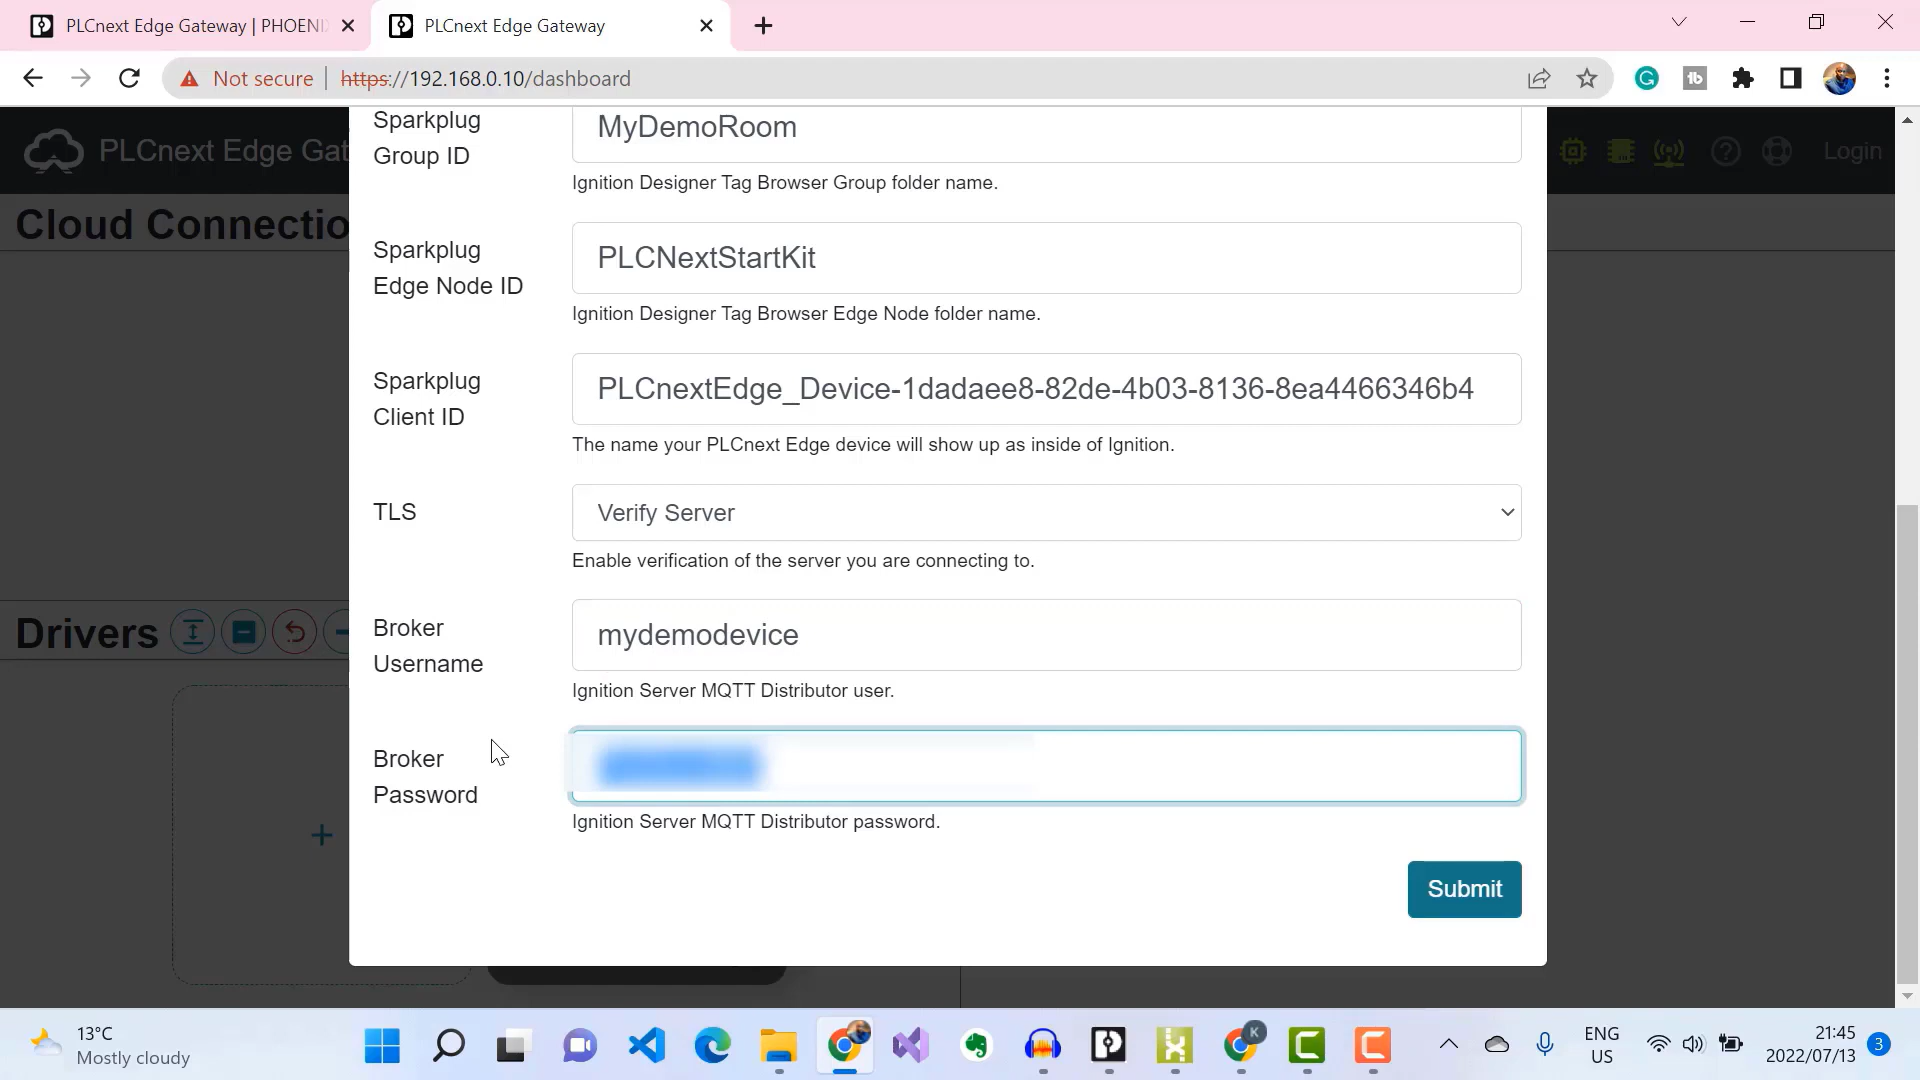 PLCnext Edge Gateway | PHOENI
PLCnext Edge Gateway
Not secure
https://192.168.0.10/dashboard
PLCnext Edge Gat
Login
Cloud Connectio
Sparkplug
Group ID
MyDemoRoom
Ignition Designer Tag Browser Group folder name.
Sparkplug
Edge Node ID
PLCNextStartKit
Ignition Designer Tag Browser Edge Node folder name.
Sparkplug
Client ID
PLCnextEdge_Device-1dadaee8-82de-4b03-8136-8ea4466346b4
The name your PLCnext Edge device will show up as inside of Ignition.
TLS
Verify Server
Enable verification of the server you are connecting to.
Drivers
Broker
Username
mydemodevice
Ignition Server MQTT Distributor user.
Broker
Password
Ignition Server MQTT Distributor password.
Submit
13°C
Mostly cloudy
K
ENG
US
21:45
2022/07/13
3